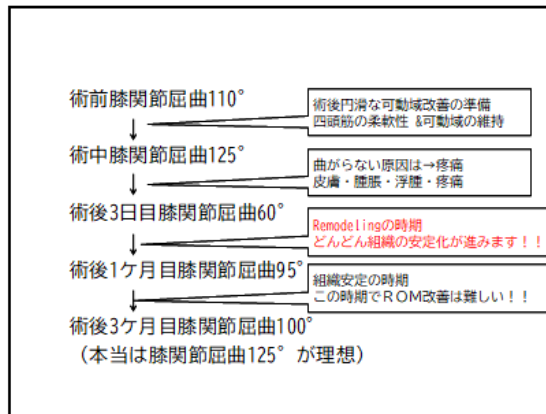 術前膝関節屈曲110°
術後円滑な可動域改善の準備
四頭筋の柔軟性 &可動域の維持
↓
術中膝関節屈曲125°
曲がらない原因は→疼痛
皮膚・腫脹・浮腫・疼痛
↓
術後3日目膝関節屈曲60°
Remodelingの時期
どんどん組織の安定化が進みます！！
↓
術後1ケ月目膝関節屈曲95°
組織安定の時期
この時期でＲＯＭ改善は難しい！！
↓
術後3ケ月目膝関節屈曲100°
（本当は膝関節屈曲125°が理想）